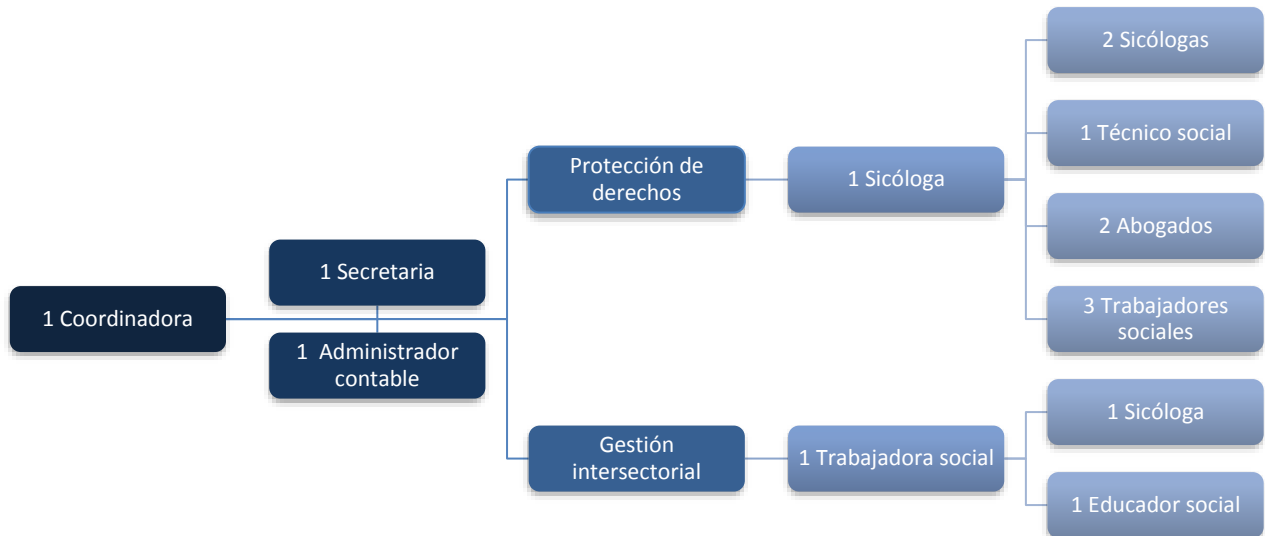 1 Coordinadora
1 Secretaria
1 Administrador
contable
Protección de
derechos
1 Sicóloga
2 Sicólogas
1 Técnico social
2 Abogados
3 Trabajadores
sociales
Gestión
intersectorial
1 Trabajadora social
1 Sicóloga
1 Educador social